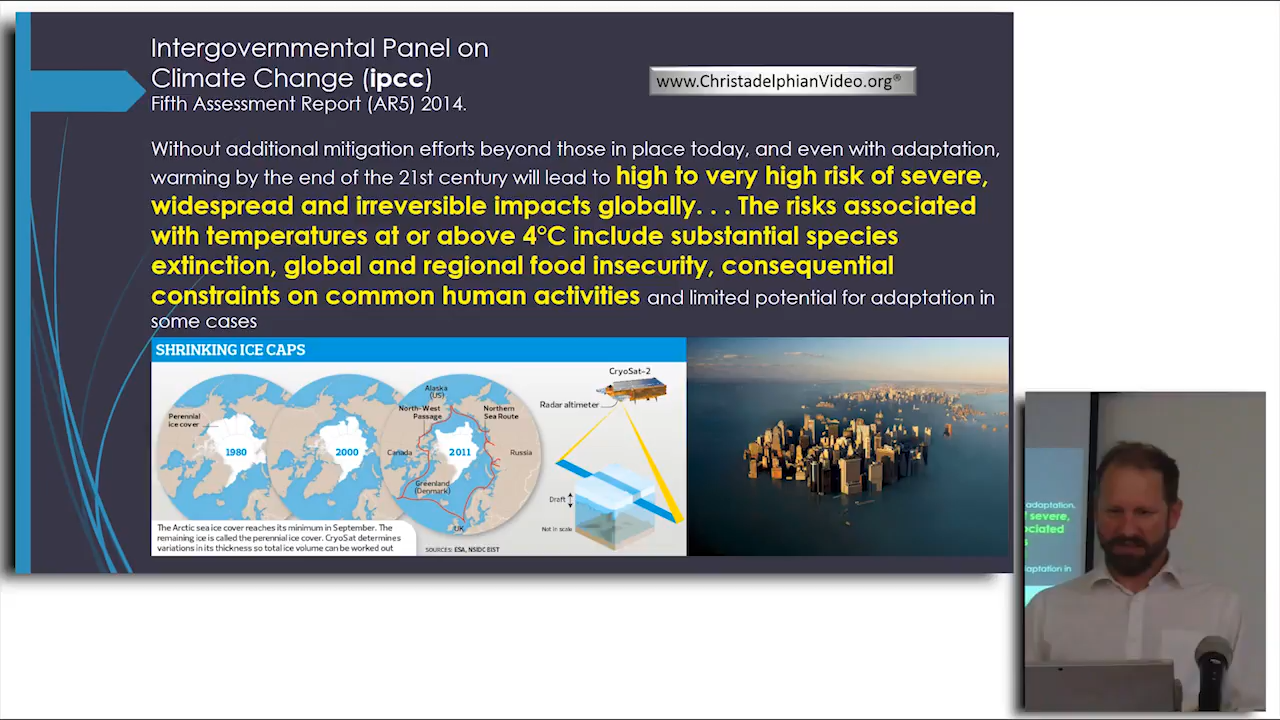 Intergovernmental Panel on
Climate Change (ipcc)
Fifth Assessment Report (AR5) 2014.
www.ChristadelphianVideo.org®
Without additional mitigation efforts beyond those in place today, and even with adaptation,
warming by the end of the 21st century will lead to high to very high risk of severe,
widespread and irreversible impacts globally. . . The risks associated
with temperatures at or above 4°C include substantial species
extinction, global and regional food insecurity, consequential
constraints on common human activities and limited potential for adaptation in
some cases
SHRINKING ICE CAPS
Perennial
ice cover
1980
2000
2011
Alaska
(US)
North-West
Passage
Northern
Sea Route
Canada
Russia
Greenland
(Denmark)
UK
The Arctic sea ice cover reaches its minimum in September. The
remaining ice is called the perennial ice cover. CryoSat determines
variations in its thickness so total ice volume can be worked out
SOURCES: ESA, NSIDC BIST
CryoSat-2
Radar altimeter
Draft
Not in scale
adaptation,
f severe,
ociated
s
daptation in